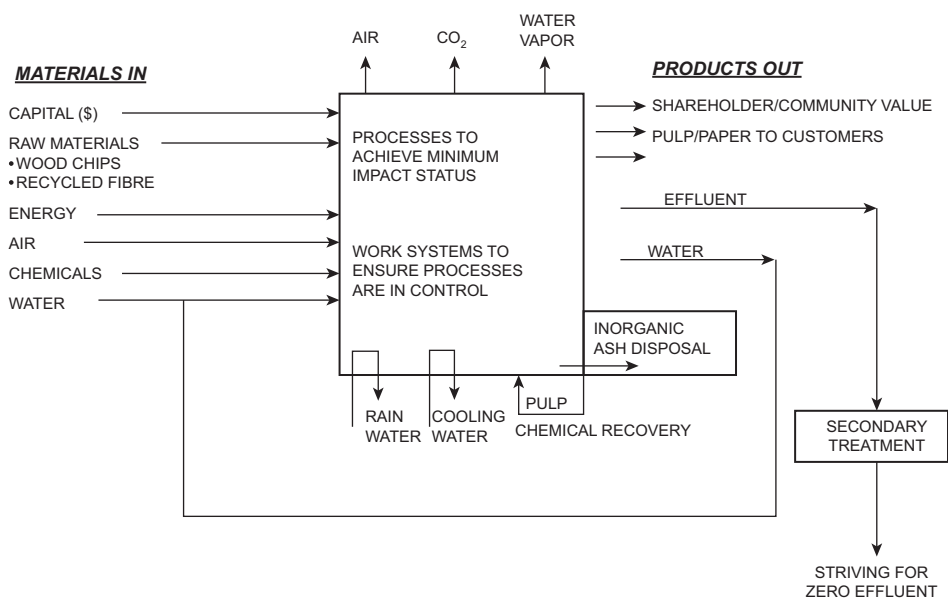 AIR
CO₂
WATER
VAPOR
MATERIALS IN
PRODUCTS OUT
CAPITAL ($)
RAW MATERIALS
•WOOD CHIPS
•RECYCLED FIBRE
ENERGY
AIR
CHEMICALS
WATER
PROCESSES TO
ACHIEVE MINIMUM
IMPACT STATUS
WORK SYSTEMS TO
ENSURE PROCESSES
ARE IN CONTROL
SHAREHOLDER/COMMUNITY VALUE
PULP/PAPER TO CUSTOMERS
EFFLUENT
WATER
INORGANIC
ASH DISPOSAL
RAIN
WATER
COOLING
WATER
PULP
CHEMICAL RECOVERY
SECONDARY
TREATMENT
STRIVING FOR
ZERO EFFLUENT